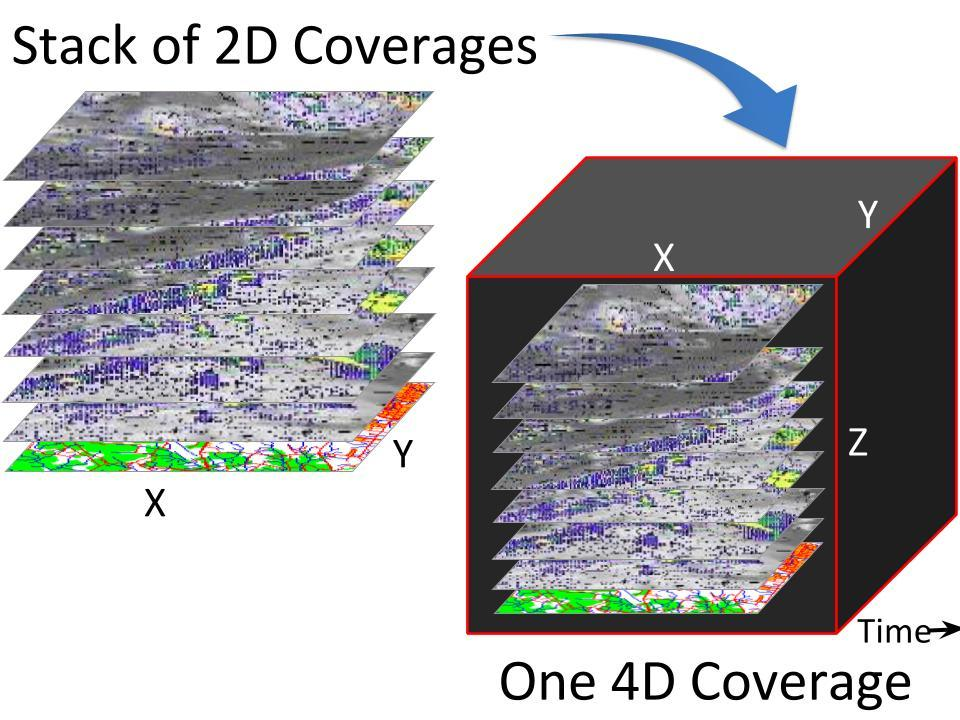 Stack of 2D Coverages
Y
X
Y
X
Z
Time
One 4D Coverage